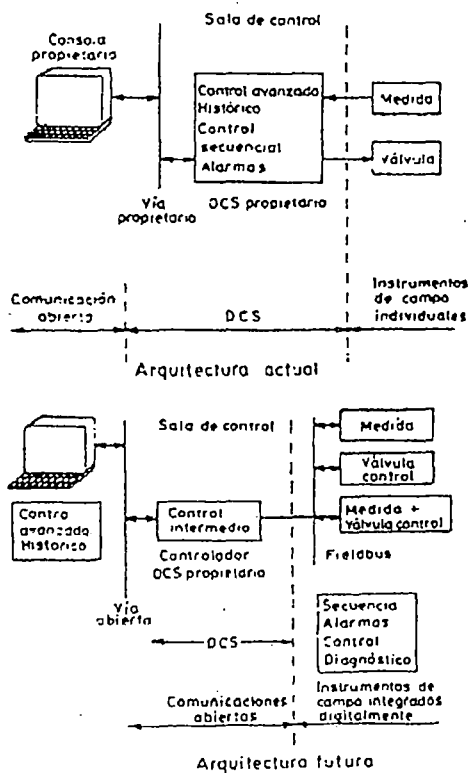 Sala de control
Consola
propietaria
Control avanzado
Histórico
Control
secuencial
Alarmas
Medida
Válvula
Vía
propietaria
DCS propietario
Comunicación
abierta
DCS
Instrumentos
de campo
individuales
Arquitectura actual
Sala de control
Medida
Válvula
control
Medida +
Válvula control
Contro
avanzado
Histórico
Control
intermedio
Controlador
DCS propietario
Fieldbus
Vía
abierta
DCS
Secuencia
Alarmas
Control
Diagnóstico
Comunicaciones
abiertas
Instrumentos de
campo integrados
digitalmente
Arquitectura futura